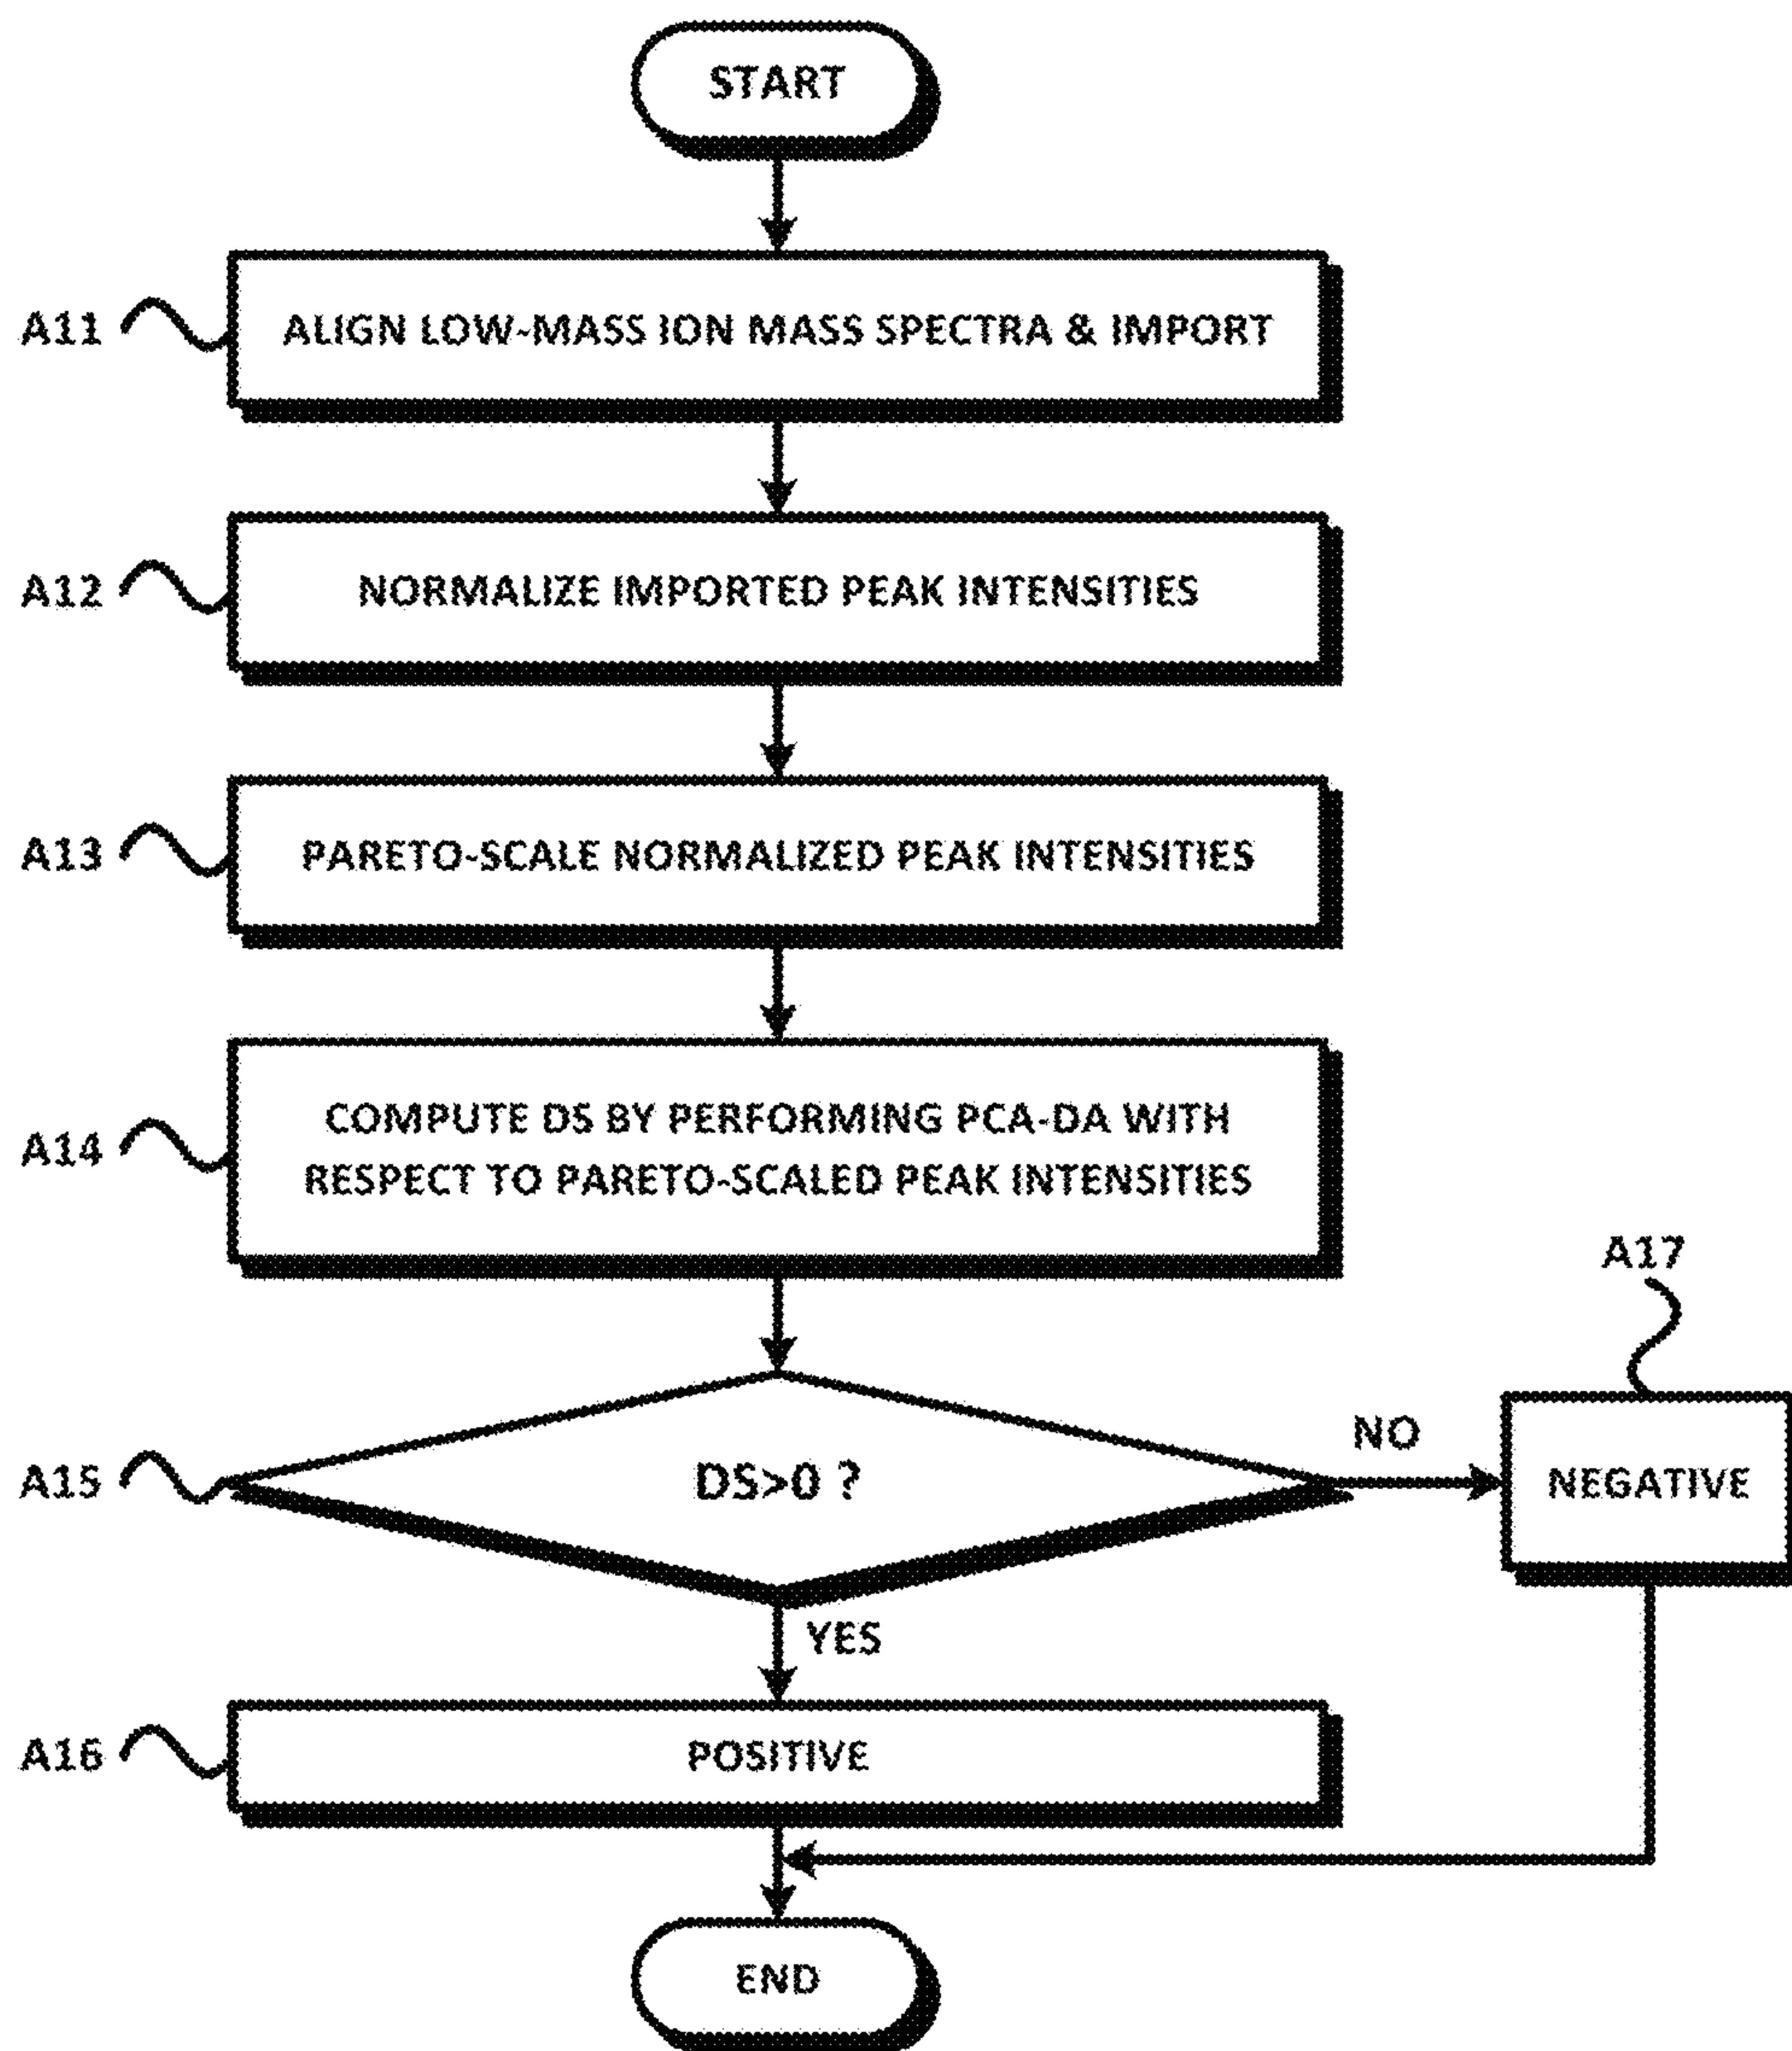 START
A11
ALIGN LOW-MASS ION MASS SPECTRA & IMPORT
A12
NORMALIZE IMPORTED PEAK INTENSITIES
A13
PARETO-SCALE NORMALIZED PEAK INTENSITIES
A14
COMPUTE DS BY PERFORMING PCA-DA WITH
RESPECT TO PARETO-SCALED PEAK INTENSITIES
A17
A15
DS>0 ?
NO
NEGATIVE
YES
A16
POSITIVE
END